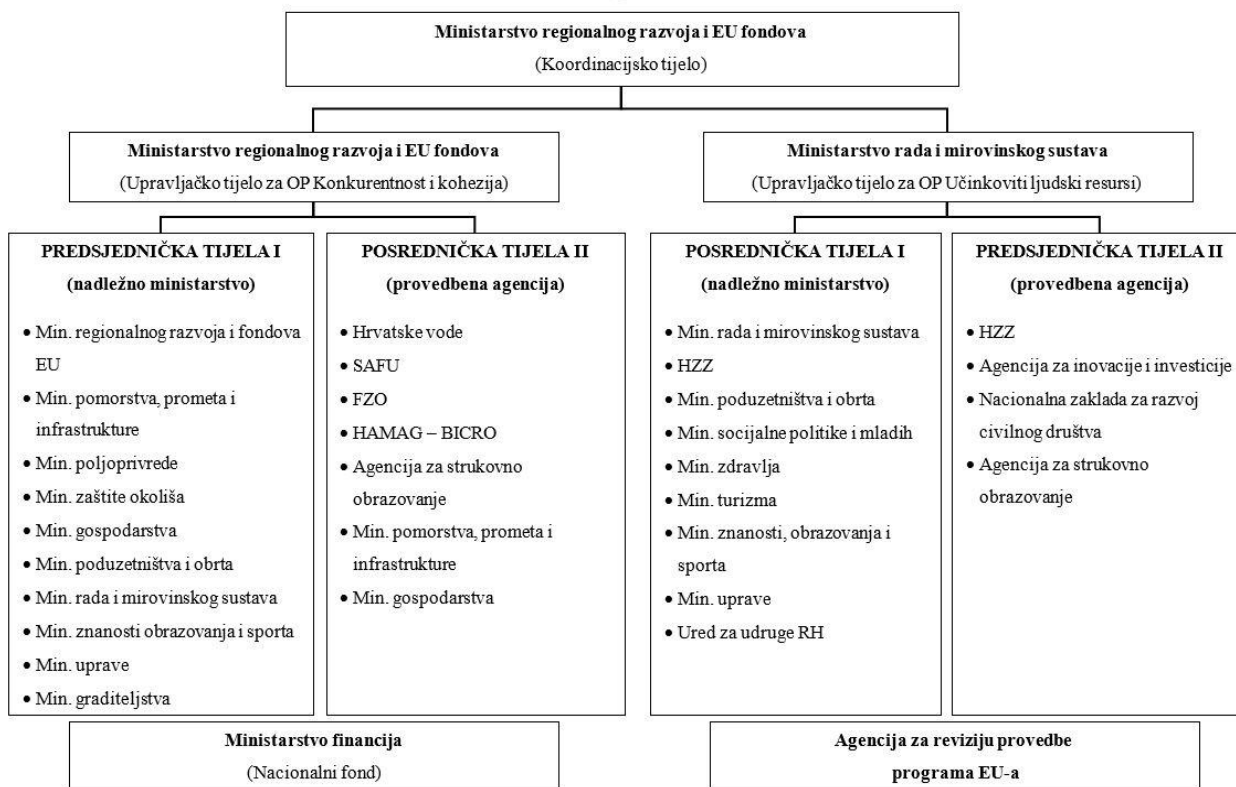 Ministarstvo regionalnog razvoja i EU fondova
(Koordinacijsko tijelo)
Ministarstvo regionalnog razvoja i EU fondova
(Upravljačko tijelo za OP Konkurentnost i kohezija)
Ministarstvo rada i mirovinskog sustava
(Upravljačko tijelo za OP Učinkoviti ljudski resursi)
PREDSJEDNIČKA TIJELA I
(nadležno ministarstvo)
• Min. regionalnog razvoja i fondova
EU
• Min. pomorstva, prometa i
infrastrukture
• Min. poljoprivrede
• Min. zaštite okoliša
• Min. gospodarstva
• Min. poduzetništva i obrta
• Min. rada i mirovinskog sustava
• Min. znanosti obrazovanja i sporta
• Min. uprave
• Min. graditeljstva
POSREDNIČKA TIJELA II
(provedbena agencija)
• Hrvatske vode
• SAFU
• FZO
• HAMAG – BICRO
• Agencija za strukovno
obrazovanje
• Min. pomorstva, prometa i
infrastrukture
• Min. gospodarstva
POSREDNIČKA TIJELA I
(nadležno ministarstvo)
• Min. rada i mirovinskog sustava
• HZZ
• Min. poduzetništva i obrta
• Min. socijalne politike i mladih
• Min. zdravlja
• Min. turizma
• Min. znanosti, obrazovanja i
sporta
• Min. uprave
• Ured za udruge RH
PREDSJEDNIČKA TIJELA II
(provedbena agencija)
• HZZ
• Agencija za inovacije i investicije
• Nacionalna zaklada za razvoj
civilnog društva
• Agencija za strukovno
obrazovanje
Ministarstvo financija
(Nacionalni fond)
Agencija za reviziju provedbe
programa EU-a